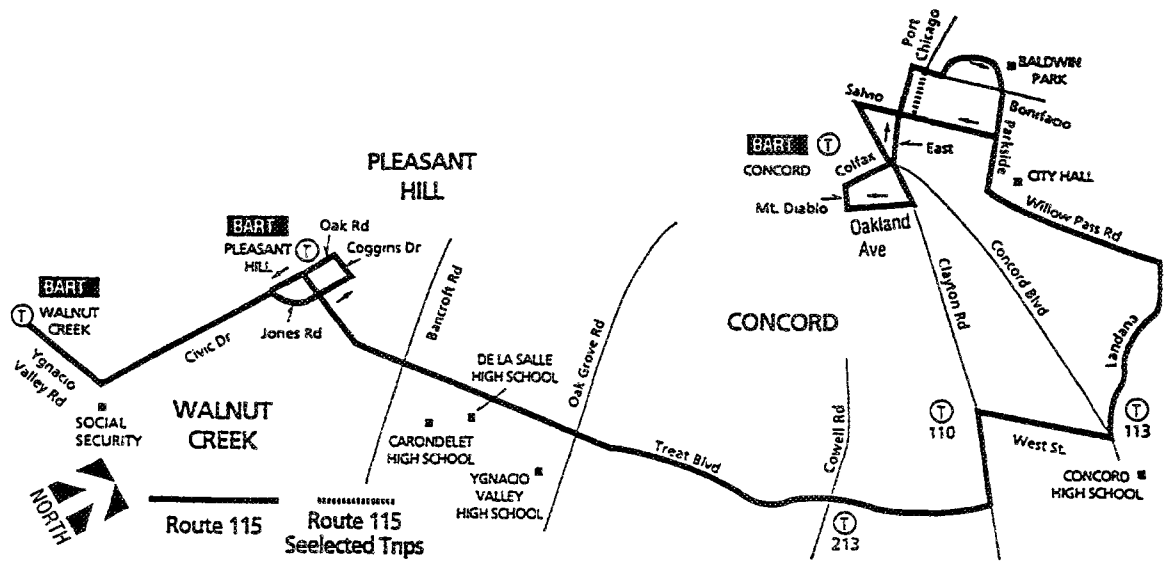 Port
Chicago
BALDWIN
PARK
Salvio
Bonifacio
BART T
CONCORD
East
Parkside
Colfax
CITY HALL
PLEASANT
HILL
Mt. Diablo
Willow Pass Rd
Oakland
Ave
BART
Oak Rd
PLEASANT T
HILL
Coggins Dr
Concord Blvd
Clayton Rd
BART
T WALNUT
CREEK
Bancroft Rd
CONCORD
Landana
Jones Rd
Civic Dr
Oak Grove Rd
Ygnacio
Valley Rd
DE LA SALLE
HIGH SCHOOL
WALNUT
CREEK
SOCIAL
SECURITY
CARONDELET
HIGH SCHOOL
Cowell Rd
T
110
T
113
West St.
Treat Blvd
YGNACIO
VALLEY
HIGH SCHOOL
CONCORD
HIGH SCHOOL
NORTH
Route 115
Route 115
Seelected Trips
T
213